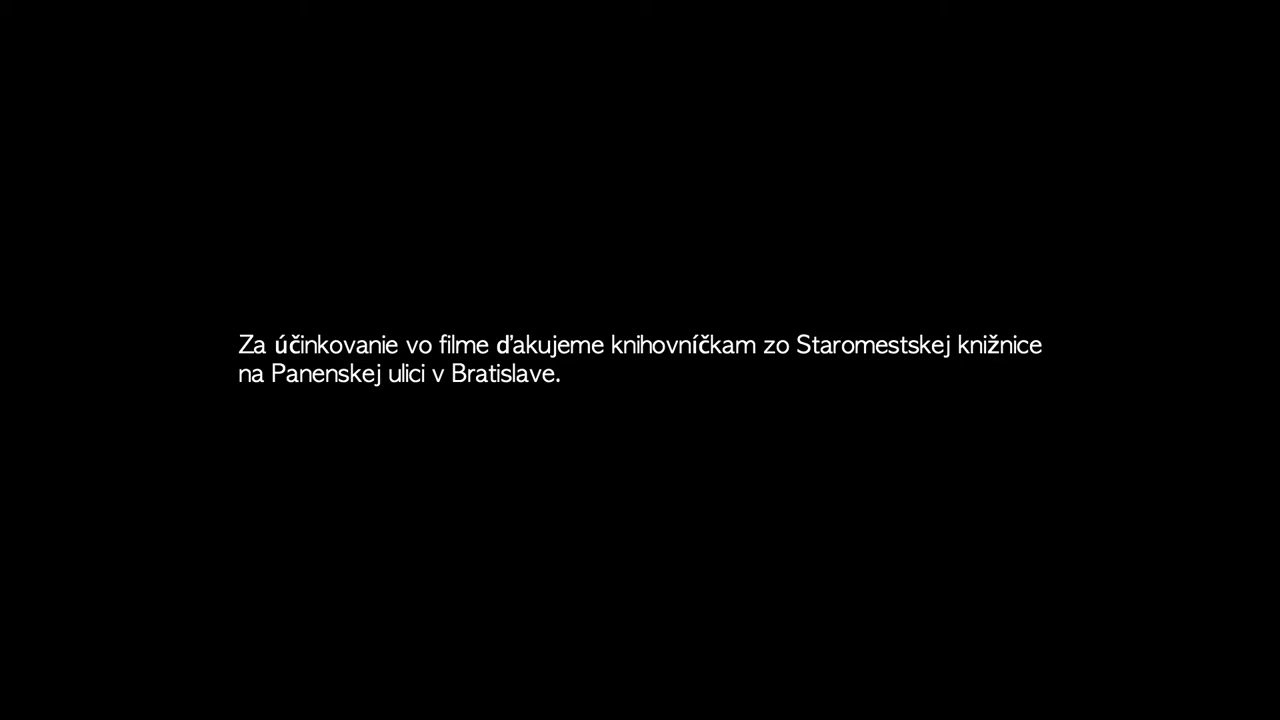 Za účinkovanie vo filme ďakujeme knihovníčkam zo Staromestskej knižnice
na Panenskej ulici v Bratislave.